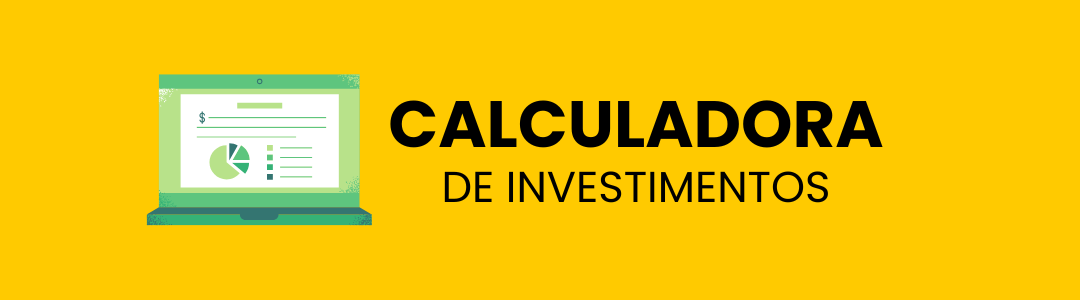 $
CALCULADORA
DE INVESTIMENTOS